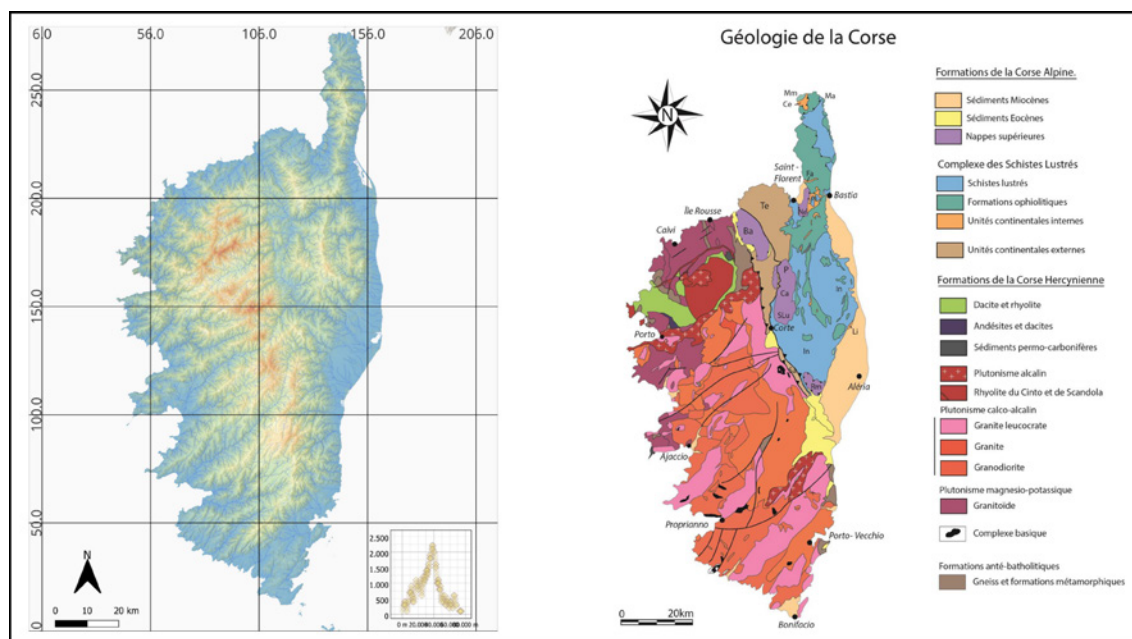 6.0 56.0 106.0 156.0 206.0
250.0
200.0
150.0
100.0
50.0
0
N
0 10 20 km
2.500
2.000
1.500
1.000
500
0
Géologie de la Corse
N
Mm
Ma
Ce
Saint -
Florent
Bastia
Île Rousse
Te
Calvi
Ba
P
Ca
In
SLu
Corte
Li
Porto
In
Aléria
Ajaccio
Proprianno
Porto-Vecchio
Bonifacio
0 20km
Formations de la Corse Alpine.
Sédiments Miocènes
Sédiments Eocènes
Nappes supérieures
Complexe des Schistes Lustrés
Schistes lustrés
Formations ophiolitiques
Unités continentales internes
Unités continentales externes
Formations de la Corse Hercynienne
Dacite et rhyolite
Andésites et dacites
Sédiments permo-carbonifères
Plutonisme alcalin
Rhyolite du Cinto et de Scandola
Plutonisme calco-alcalin
Granite leucocrate
Granite
Granodiorite
Plutonisme magnesio-potassique
Granitoide
Complexe basique
Formations anté-batholitiques
Gneiss et formations métamorphiques